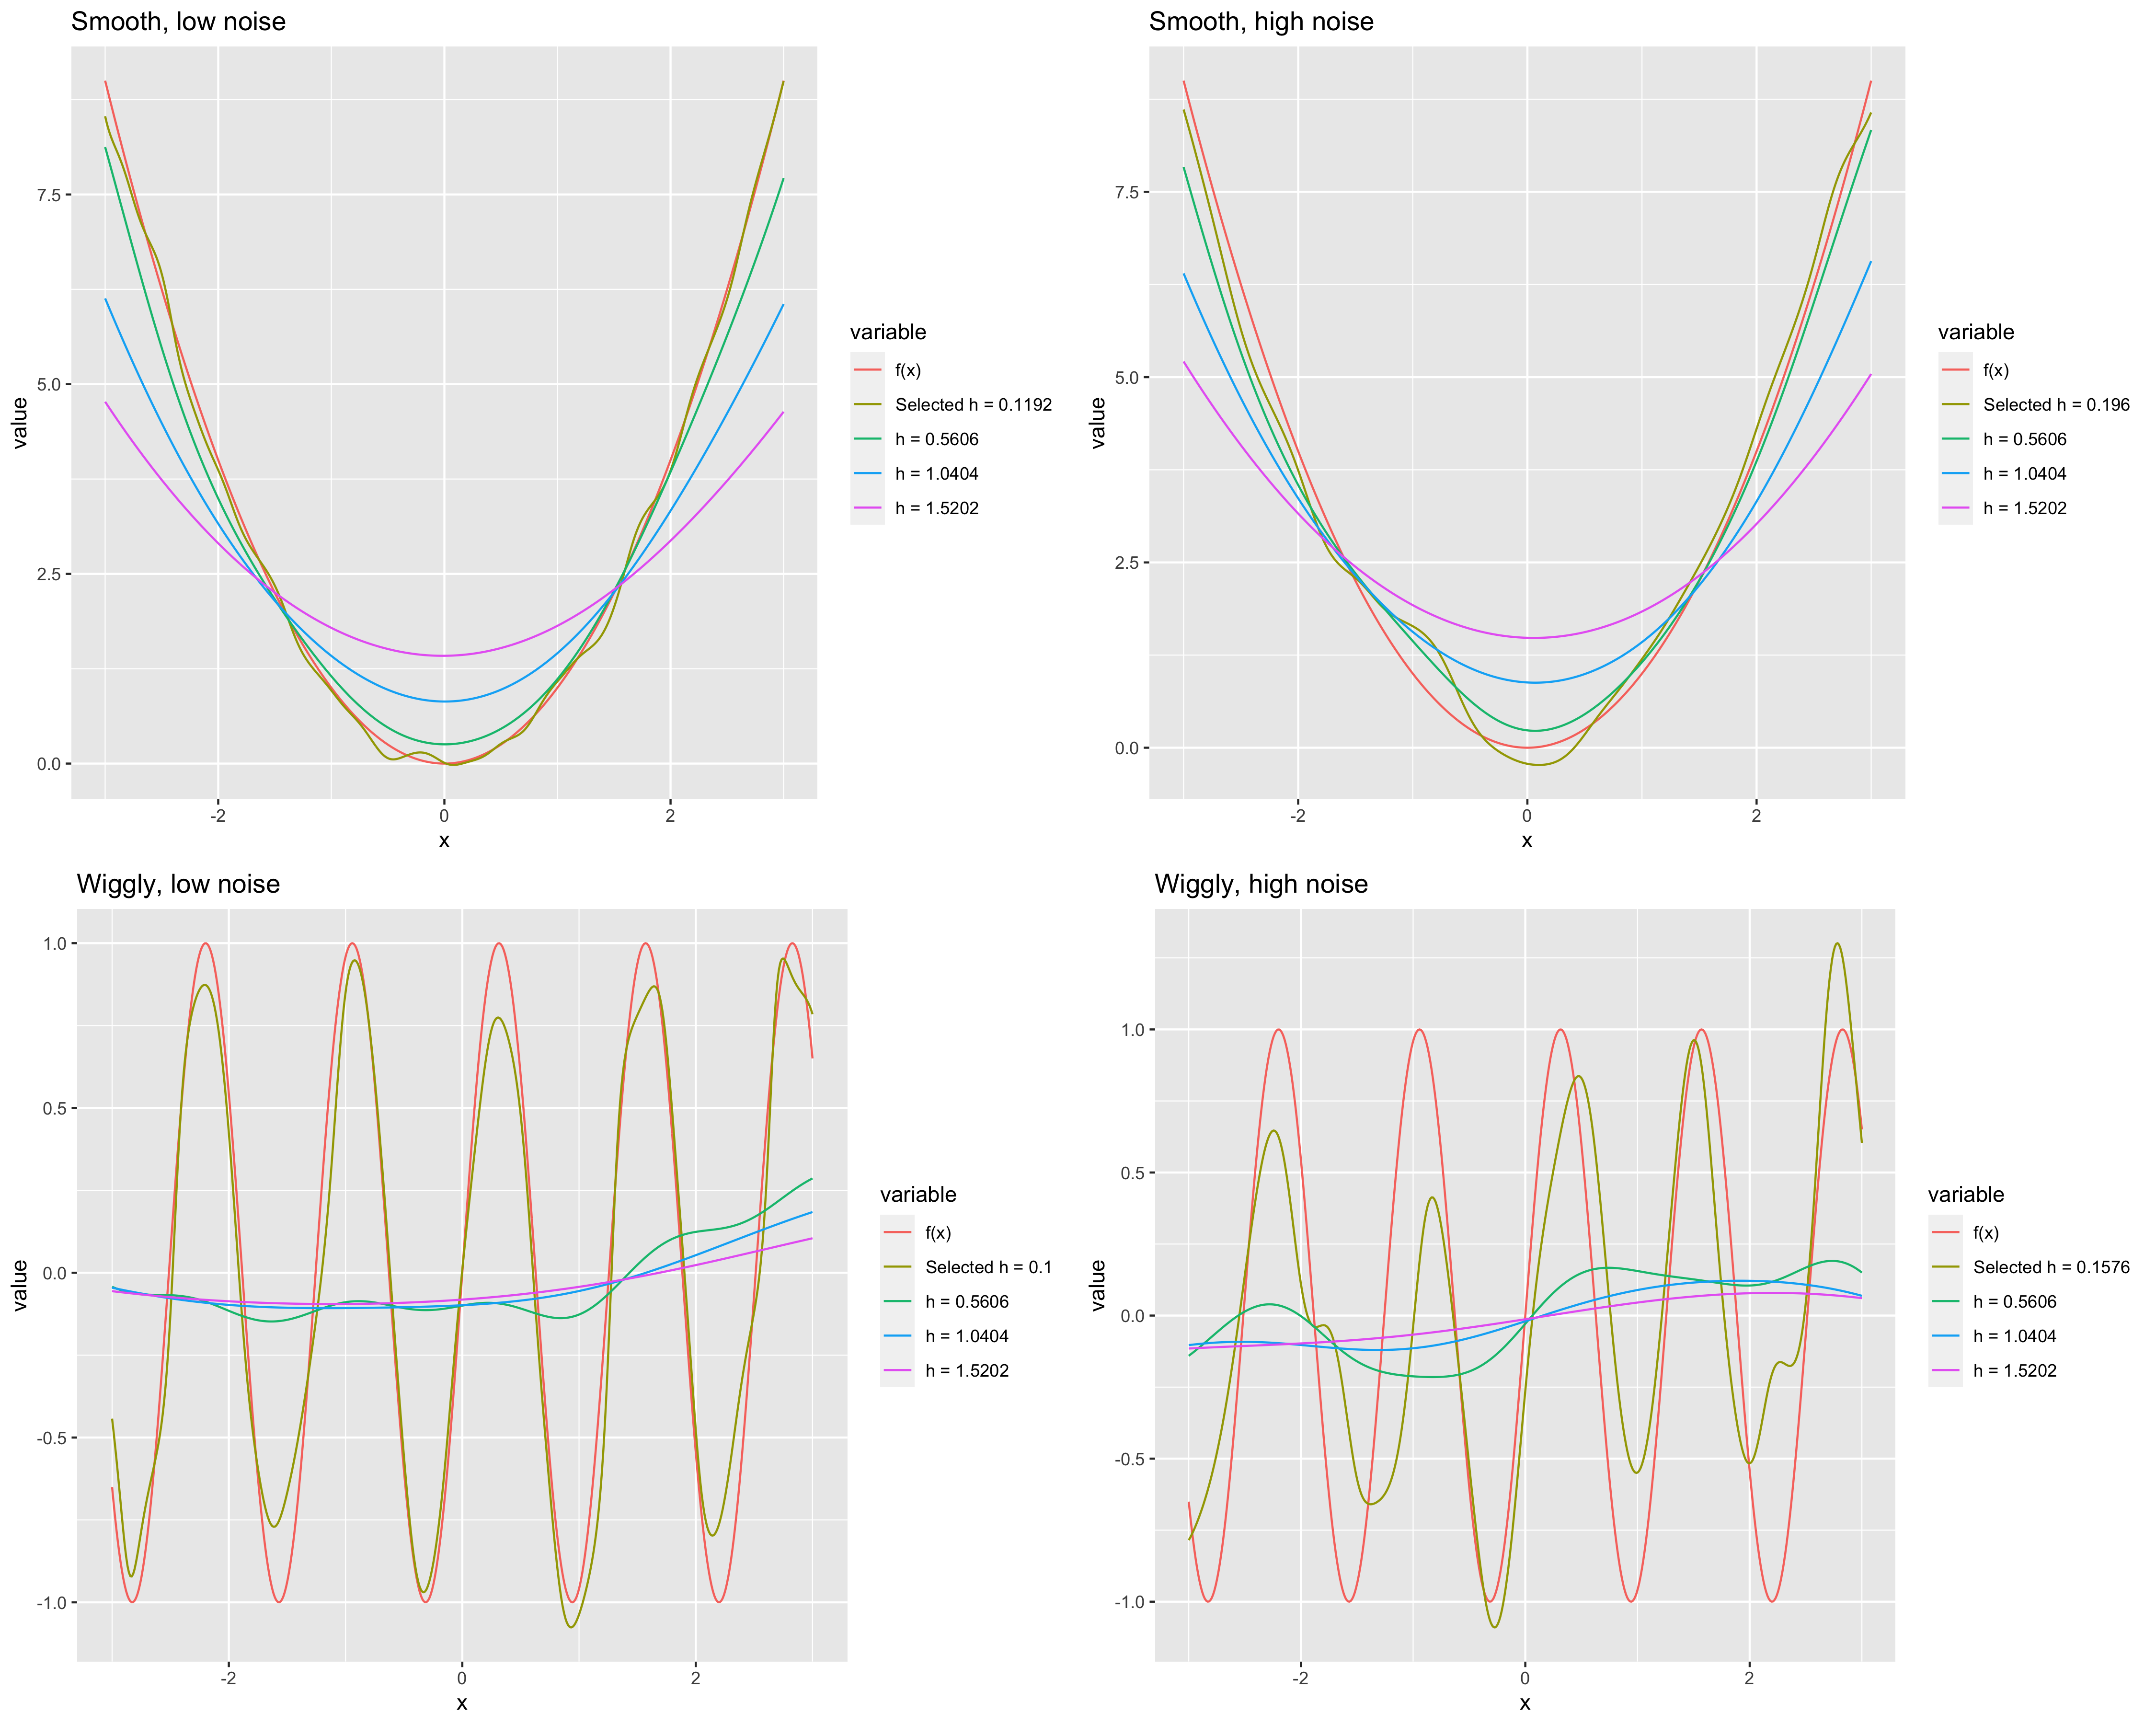 Smooth, low noise
value
7.5
5.0
2.5
0.0
-2
0
2
x
variable
f(x)
Selected h = 0.1192
h = 0.5606
h = 1.0404
h = 1.5202
Smooth, high noise
value
7.5
5.0
2.5
0.0
-2
0
2
x
variable
f(x)
Selected h = 0.196
h = 0.5606
h = 1.0404
h = 1.5202
Wiggly, low noise
value
1.0
0.5
0.0
-0.5
-1.0
-2
0
2
x
variable
f(x)
Selected h = 0.1
h = 0.5606
h = 1.0404
h = 1.5202
Wiggly, high noise
value
1.0
0.5
0.0
-0.5
-1.0
-2
0
2
x
variable
f(x)
Selected h = 0.1576
h = 0.5606
h = 1.0404
h = 1.5202